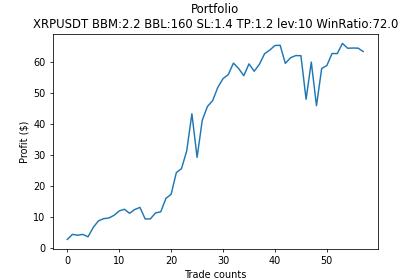 Portfolio
XRPUSDT BBM:2.2 BBL:160 SL:1.4 TP:1.2 lev:10 WinRatio:72.0
Profit ($)
60
50
40
30
20
10
0
0 10 20 30 40 50
Trade counts